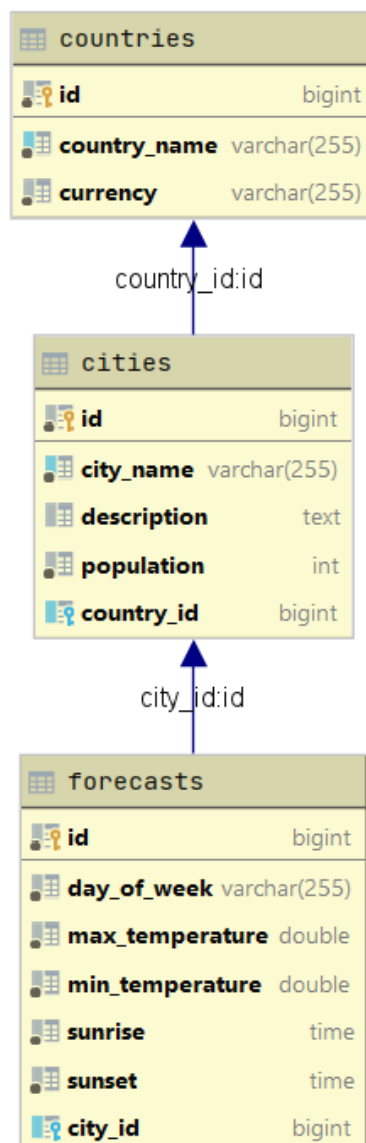 countries
id bigint
country_name varchar(255)
currency varchar(255)
country_id:id
cities
id bigint
city_name varchar(255)
description text
population int
country_id bigint
city_id:id
forecasts
id bigint
day_of_week varchar(255)
max_temperature double
min_temperature double
sunrise time
sunset time
city_id bigint